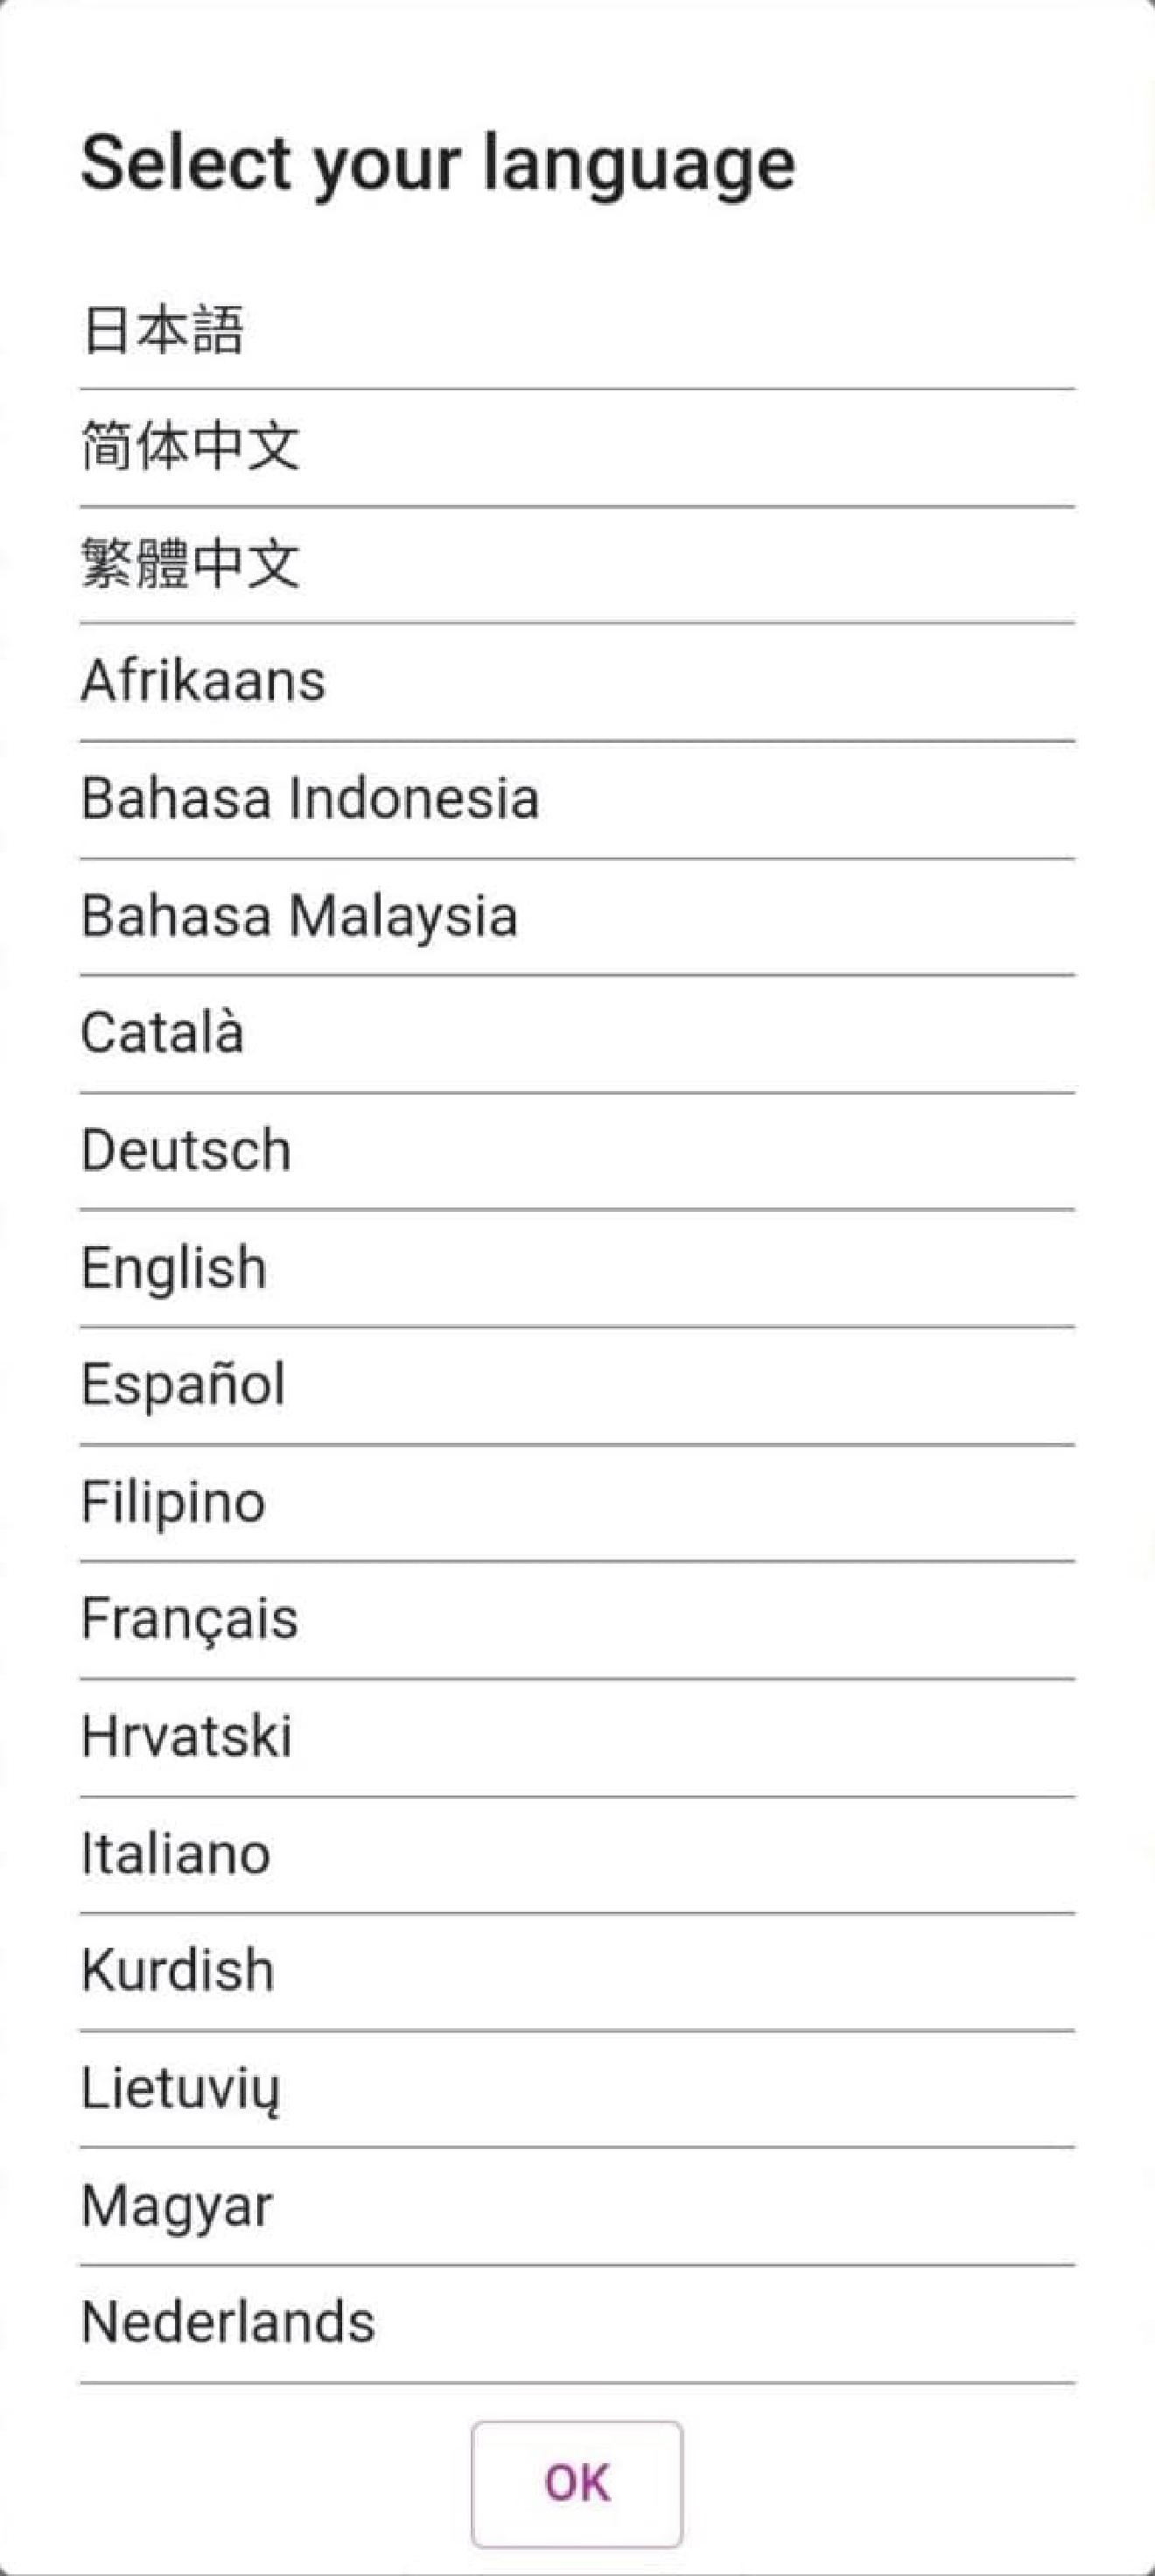 Select your language
日本語
简体中文
繁體中文
Afrikaans
Bahasa Indonesia
Bahasa Malaysia
Català
Deutsch
English
Español
Filipino
Français
Hrvatski
Italiano
Kurdish
Lietuvių
Magyar
Nederlands
OK